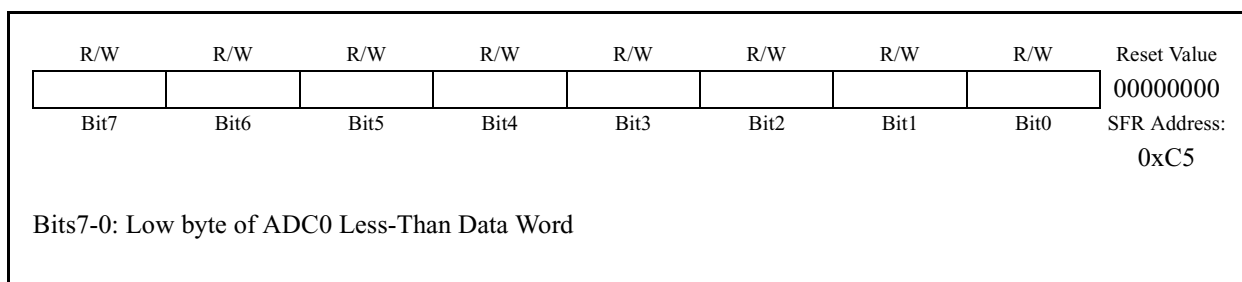 R/W R/W R/W R/W R/W R/W R/W R/W Reset Value
00000000
Bit7 Bit6 Bit5 Bit4 Bit3 Bit2 Bit1 Bit0 SFR Address:
0xC5
Bits7-0: Low byte of ADC0 Less-Than Data Word